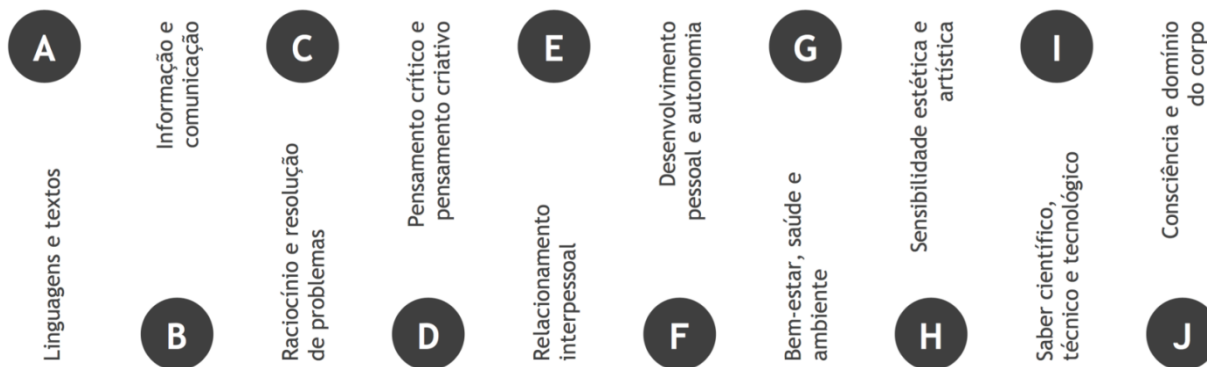 A
Linguagens e textos
B
Informação e
comunicação
C
Raciocínio e resolução
de problemas
D
Pensamento crítico e
pensamento criativo
E
Relacionamento
interpessoal
F
Desenvolvimento
pessoal e autonomia
G
Bem-estar, saúde e
ambiente
H
Sensibilidade estética e
artística
I
Saber científico,
técnico e tecnológico
J
Consciência e domínio
do corpo